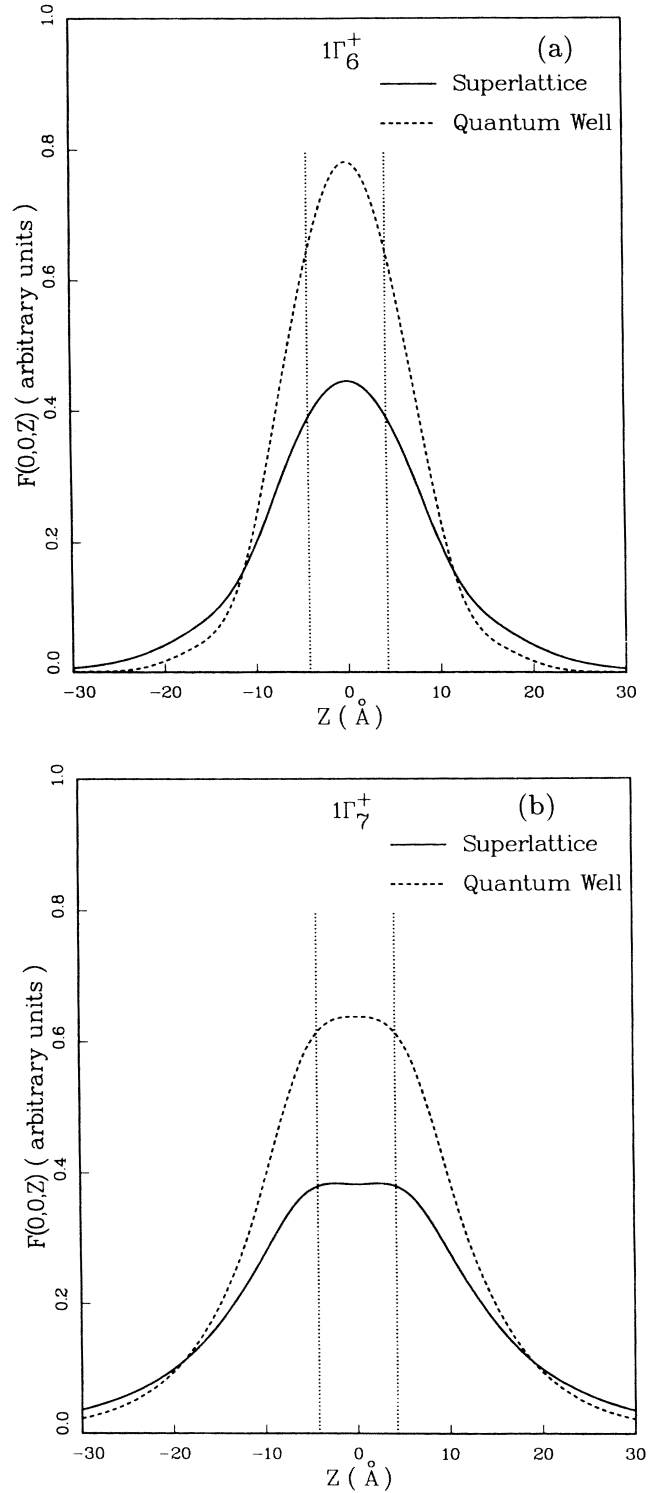 1Γ6+ (a)
Superlattice
Quantum Well
F(0,0,Z) ( arbitrary units )
1.0
0.8
0.6
0.4
0.2
0.0
−30 −20 −10 0 10 20 30
Z ( Å )
1Γ7+ (b)
Superlattice
Quantum Well
F(0,0,Z) ( arbitrary units )
1.0
0.8
0.6
0.4
0.2
0.0
−30 −20 −10 0 10 20 30
Z ( Å )